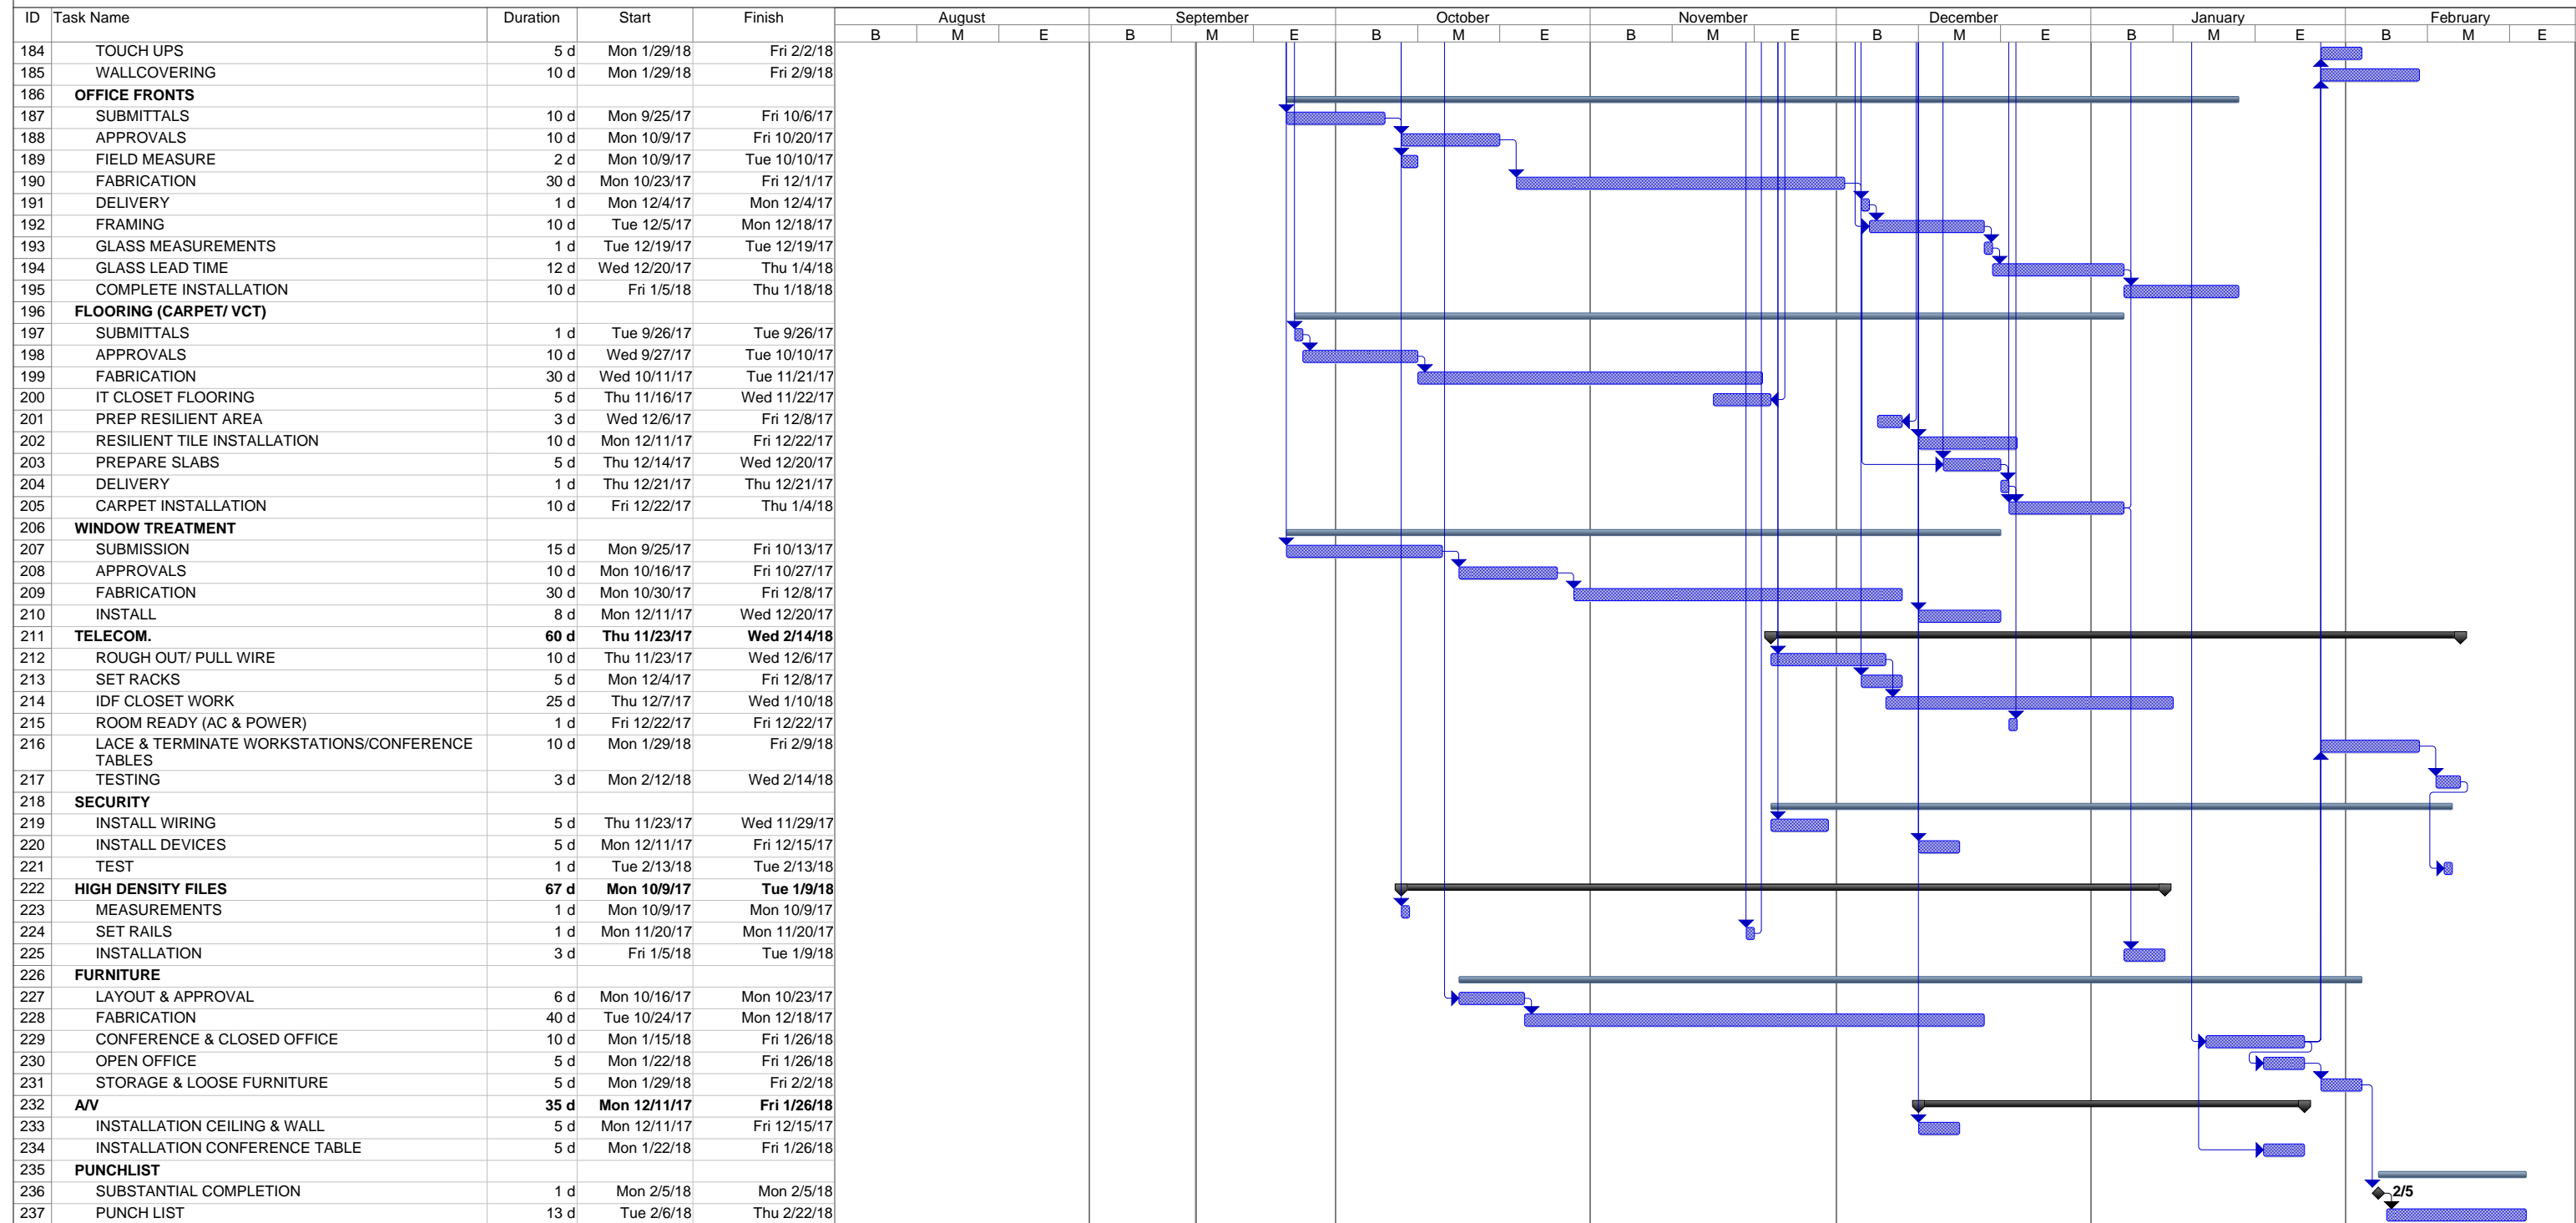 ID Task Name Duration Start Finish August September October November December January February
B M E B M E B M E B M E B M E B M E B M E
184 TOUCH UPS 5 d Mon 1/29/18 Fri 2/2/18
185 WALLCOVERING 10 d Mon 1/29/18 Fri 2/9/18
186 OFFICE FRONTS
187 SUBMITTALS 10 d Mon 9/25/17 Fri 10/6/17
188 APPROVALS 10 d Mon 10/9/17 Fri 10/20/17
189 FIELD MEASURE 2 d Mon 10/9/17 Tue 10/10/17
190 FABRICATION 30 d Mon 10/23/17 Fri 12/1/17
191 DELIVERY 1 d Mon 12/4/17 Mon 12/4/17
192 FRAMING 10 d Tue 12/5/17 Mon 12/18/17
193 GLASS MEASUREMENTS 1 d Tue 12/19/17 Tue 12/19/17
194 GLASS LEAD TIME 12 d Wed 12/20/17 Thu 1/4/18
195 COMPLETE INSTALLATION 10 d Fri 1/5/18 Thu 1/18/18
196 FLOORING (CARPET/ VCT)
197 SUBMITTALS 1 d Tue 9/26/17 Tue 9/26/17
198 APPROVALS 10 d Wed 9/27/17 Tue 10/10/17
199 FABRICATION 30 d Wed 10/11/17 Tue 11/21/17
200 IT CLOSET FLOORING 5 d Thu 11/16/17 Wed 11/22/17
201 PREP RESILIENT AREA 3 d Wed 12/6/17 Fri 12/8/17
202 RESILIENT TILE INSTALLATION 10 d Mon 12/11/17 Fri 12/22/17
203 PREPARE SLABS 5 d Thu 12/14/17 Wed 12/20/17
204 DELIVERY 1 d Thu 12/21/17 Thu 12/21/17
205 CARPET INSTALLATION 10 d Fri 12/22/17 Thu 1/4/18
206 WINDOW TREATMENT
207 SUBMISSION 15 d Mon 9/25/17 Fri 10/13/17
208 APPROVALS 10 d Mon 10/16/17 Fri 10/27/17
209 FABRICATION 30 d Mon 10/30/17 Fri 12/8/17
210 INSTALL 8 d Mon 12/11/17 Wed 12/20/17
211 TELECOM. 60 d Thu 11/23/17 Wed 2/14/18
212 ROUGH OUT/ PULL WIRE 10 d Thu 11/23/17 Wed 12/6/17
213 SET RACKS 5 d Mon 12/4/17 Fri 12/8/17
214 IDF CLOSET WORK 25 d Thu 12/7/17 Wed 1/10/18
215 ROOM READY (AC & POWER) 1 d Fri 12/22/17 Fri 12/22/17
216 LACE & TERMINATE WORKSTATIONS/CONFERENCE 10 d Mon 1/29/18 Fri 2/9/18
TABLES
217 TESTING 3 d Mon 2/12/18 Wed 2/14/18
218 SECURITY
219 INSTALL WIRING 5 d Thu 11/23/17 Wed 11/29/17
220 INSTALL DEVICES 5 d Mon 12/11/17 Fri 12/15/17
221 TEST 1 d Tue 2/13/18 Tue 2/13/18
222 HIGH DENSITY FILES 67 d Mon 10/9/17 Tue 1/9/18
223 MEASUREMENTS 1 d Mon 10/9/17 Mon 10/9/17
224 SET RAILS 1 d Mon 11/20/17 Mon 11/20/17
225 INSTALLATION 3 d Fri 1/5/18 Tue 1/9/18
226 FURNITURE
227 LAYOUT & APPROVAL 6 d Mon 10/16/17 Mon 10/23/17
228 FABRICATION 40 d Tue 10/24/17 Mon 12/18/17
229 CONFERENCE & CLOSED OFFICE 10 d Mon 1/15/18 Fri 1/26/18
230 OPEN OFFICE 5 d Mon 1/22/18 Fri 1/26/18
231 STORAGE & LOOSE FURNITURE 5 d Mon 1/29/18 Fri 2/2/18
232 A/V 35 d Mon 12/11/17 Fri 1/26/18
233 INSTALLATION CEILING & WALL 5 d Mon 12/11/17 Fri 12/15/17
234 INSTALLATION CONFERENCE TABLE 5 d Mon 1/22/18 Fri 1/26/18
235 PUNCHLIST
236 SUBSTANTIAL COMPLETION 1 d Mon 2/5/18 Mon 2/5/18 2/5
237 PUNCH LIST 13 d Tue 2/6/18 Thu 2/22/18